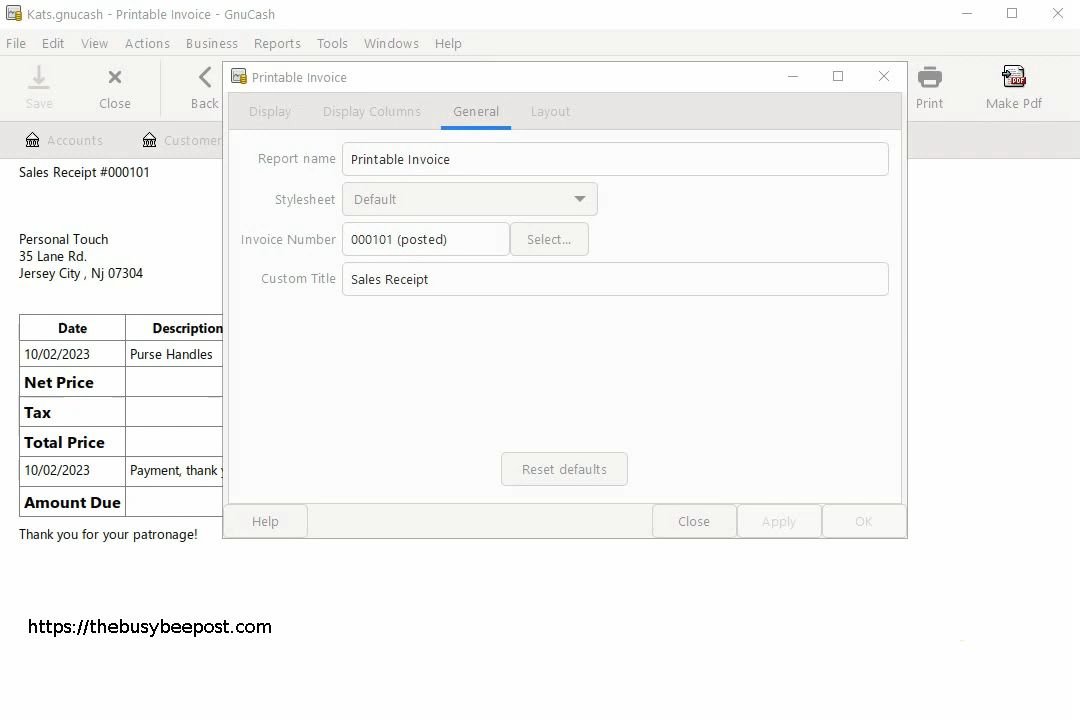 Kats.gnucash - Printable Invoice - GnuCash
File Edit View Actions Business Reports Tools Windows Help
Save Close Back Print Make Pdf
Accounts Customer
Printable Invoice
Display Display Columns General Layout
Report name Printable Invoice
Stylesheet Default
Invoice Number 000101 (posted) Select...
Custom Title Sales Receipt
Reset defaults
Help Close Apply OK
Sales Receipt #000101
Personal Touch
35 Lane Rd.
Jersey City , Nj 07304
Date Description
10/02/2023 Purse Handles
Net Price
Tax
Total Price
10/02/2023 Payment, thank
Amount Due
Thank you for your patronage!
https://thebusybeepost.com